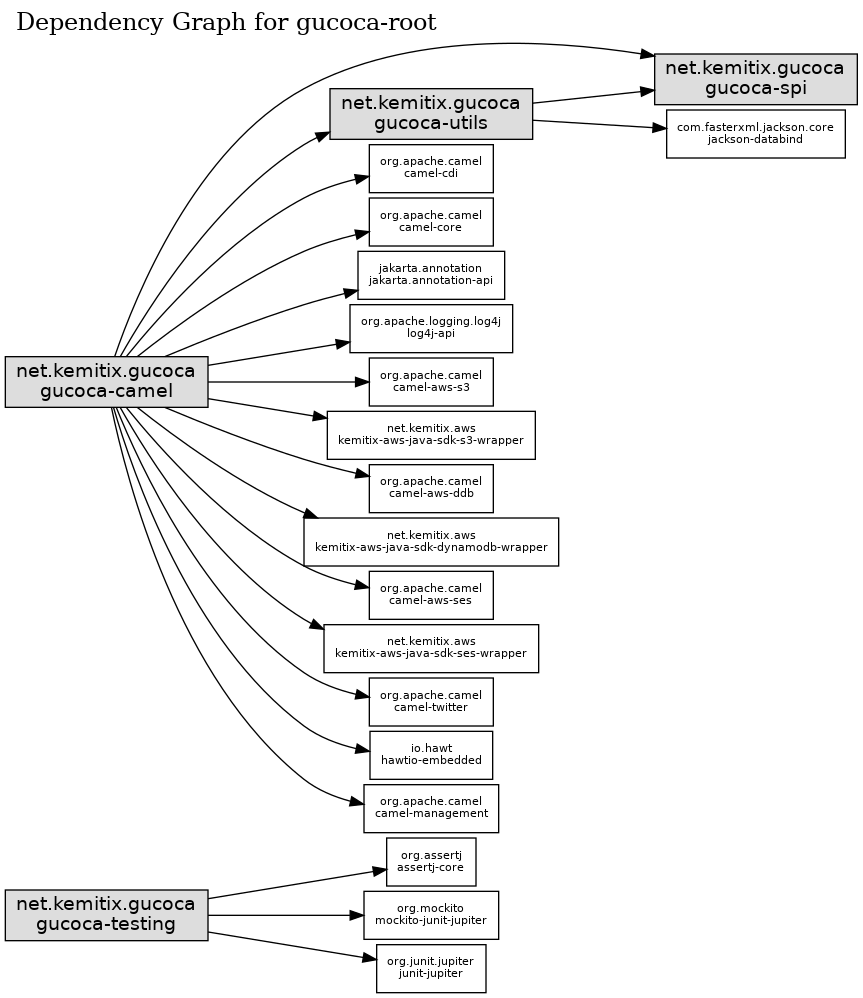 Dependency Graph for gucoca-root
net.kemitix.gucoca
gucoca-spi
net.kemitix.gucoca
gucoca-utils
com.fasterxml.jackson.core
jackson-databind
org.apache.camel
camel-cdi
org.apache.camel
camel-core
jakarta.annotation
jakarta.annotation-api
org.apache.logging.log4j
log4j-api
net.kemitix.gucoca
gucoca-camel
org.apache.camel
camel-aws-s3
net.kemitix.aws
kemitix-aws-java-sdk-s3-wrapper
org.apache.camel
camel-aws-ddb
net.kemitix.aws
kemitix-aws-java-sdk-dynamodb-wrapper
org.apache.camel
camel-aws-ses
net.kemitix.aws
kemitix-aws-java-sdk-ses-wrapper
org.apache.camel
camel-twitter
io.hawt
hawtio-embedded
org.apache.camel
camel-management
org.assertj
assertj-core
net.kemitix.gucoca
gucoca-testing
org.mockito
mockito-junit-jupiter
org.junit.jupiter
junit-jupiter